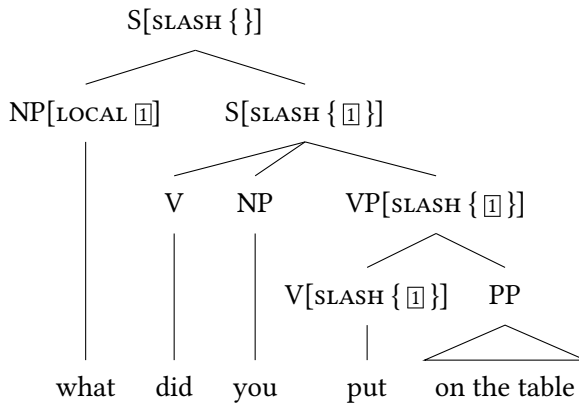 S[SLASH {}]
NP[LOCAL 1] S[SLASH { 1 }]
V NP VP[SLASH { 1 }]
V[SLASH { 1 }] PP
what did you put on the table